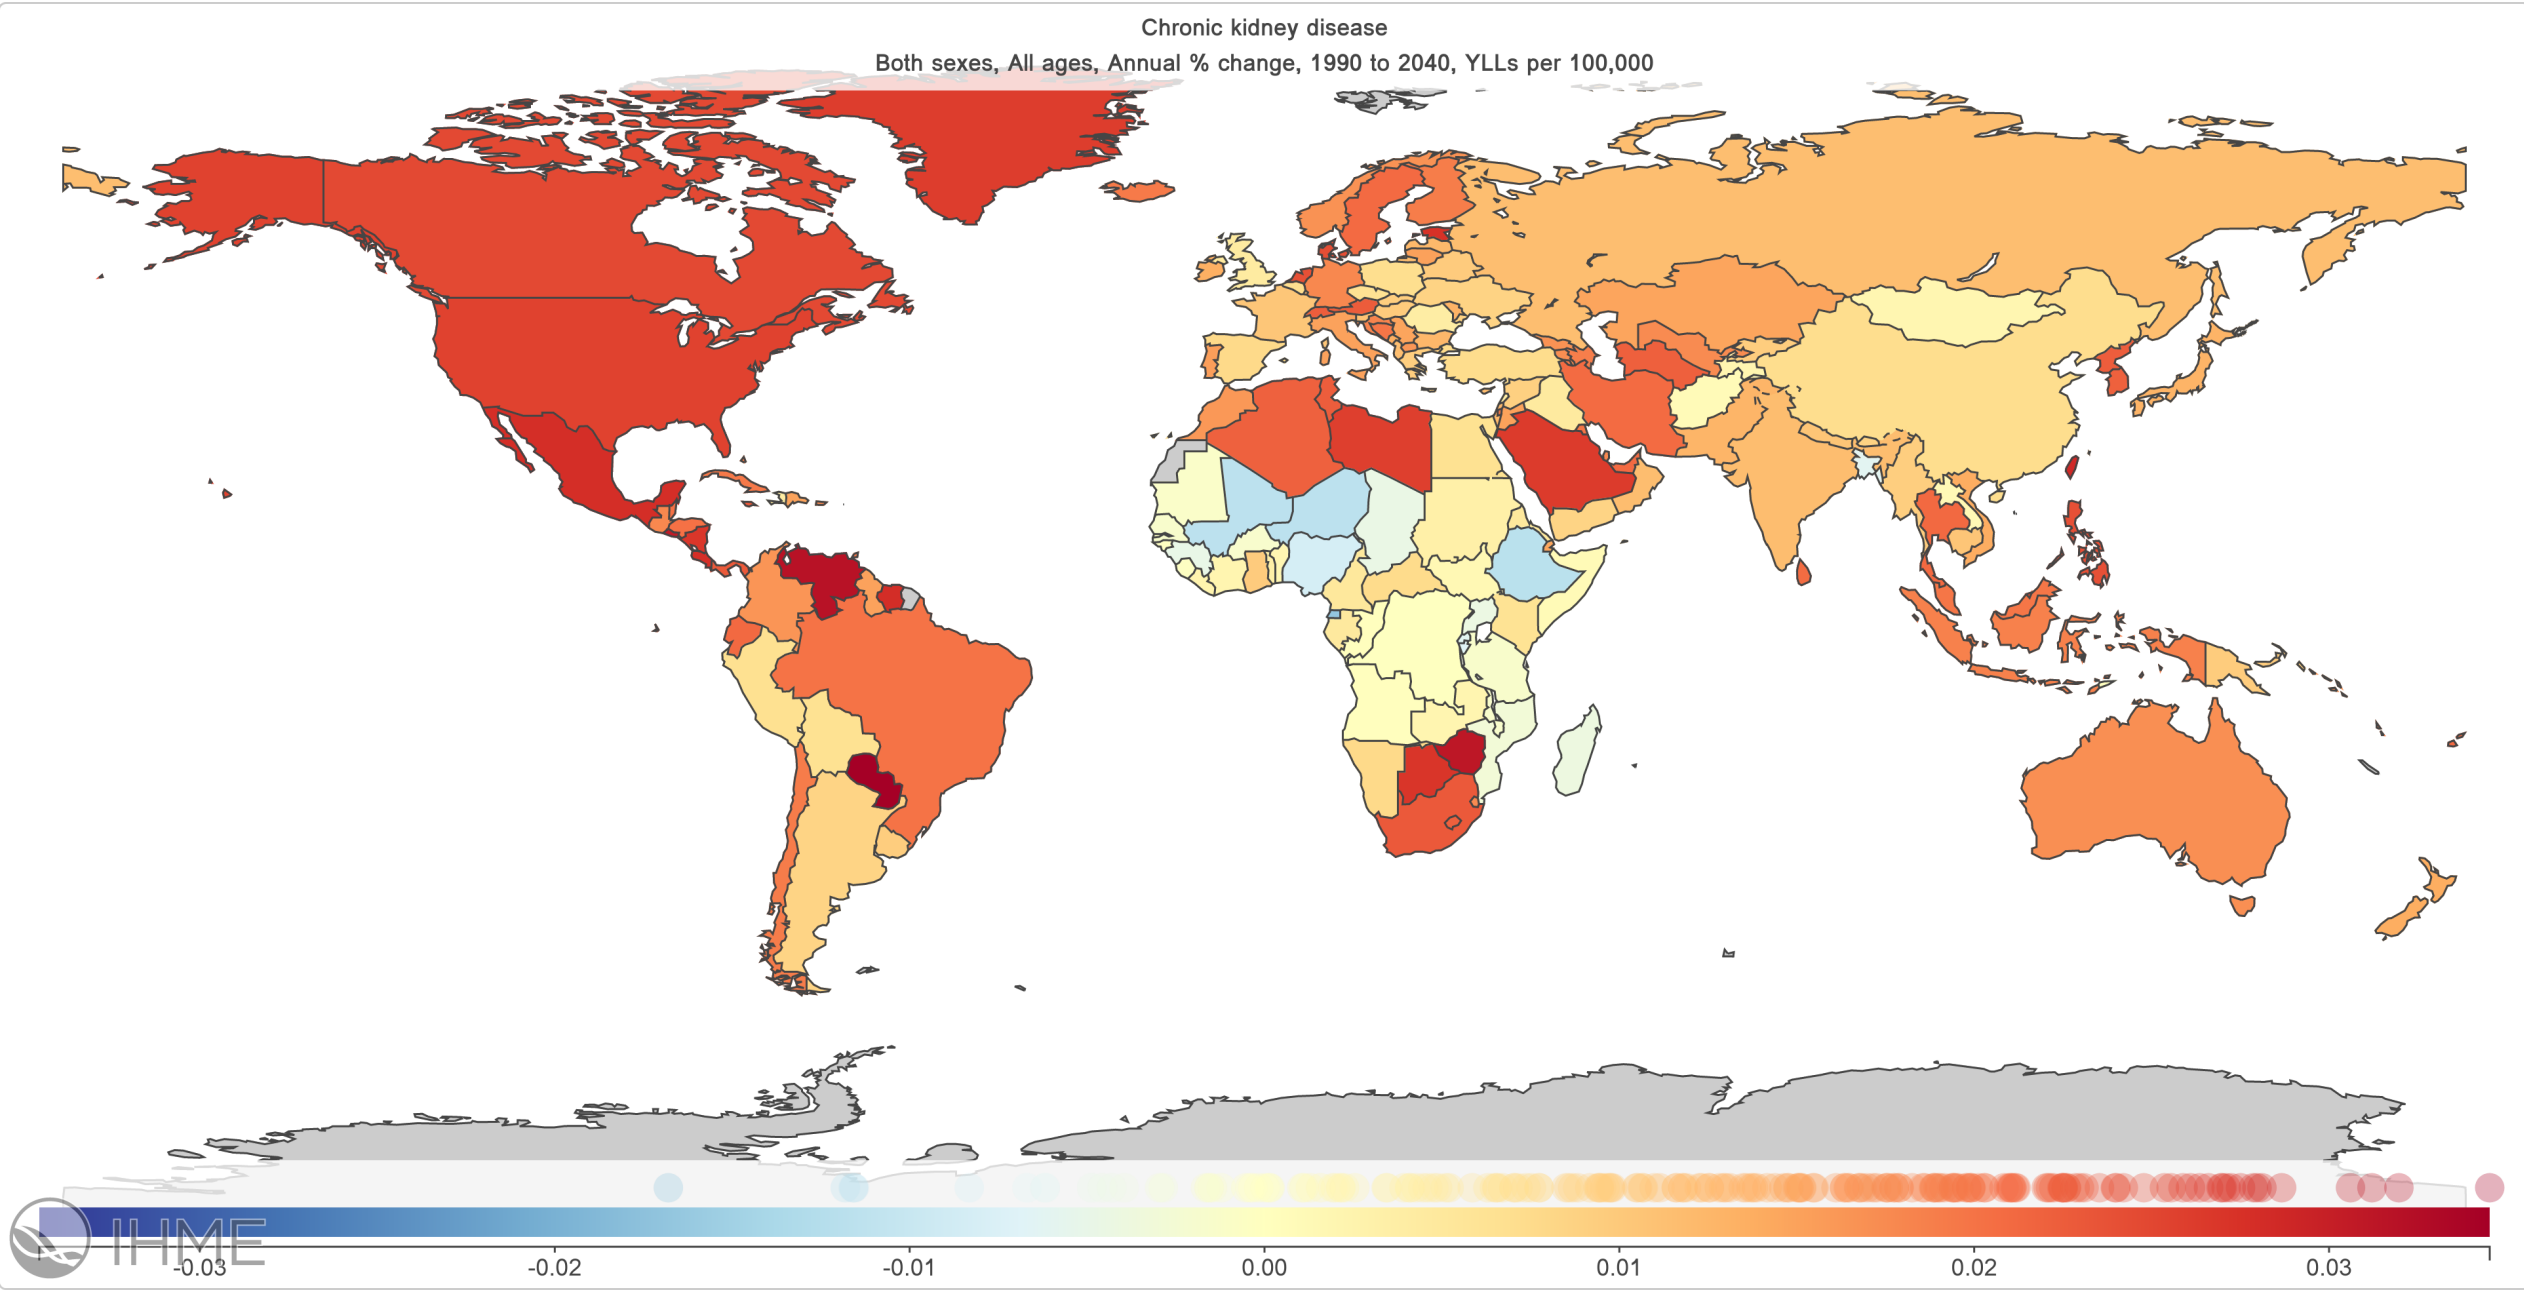 Chronic kidney disease
Both sexes, All ages, Annual % change, 1990 to 2040, YLLs per 100,000
IHME
-0.03 -0.02 -0.01 0.00 0.01 0.02 0.03